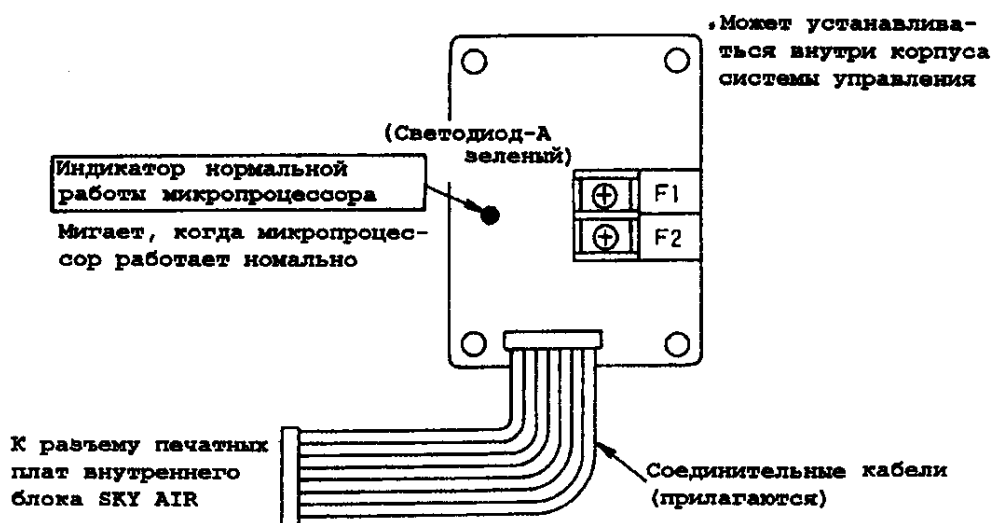 .Может устанавлива-
ться внутри корпуса
системы управления
(Светодиод-А
зеленый)
Индикатор нормальной
работы микропроцессора
F1
F2
Мигает, когда микропроцес-
сор работает номально
К разъему печатных
плат внутреннего
блока SKY AIR
Соединительные кабели
(прилагаются)